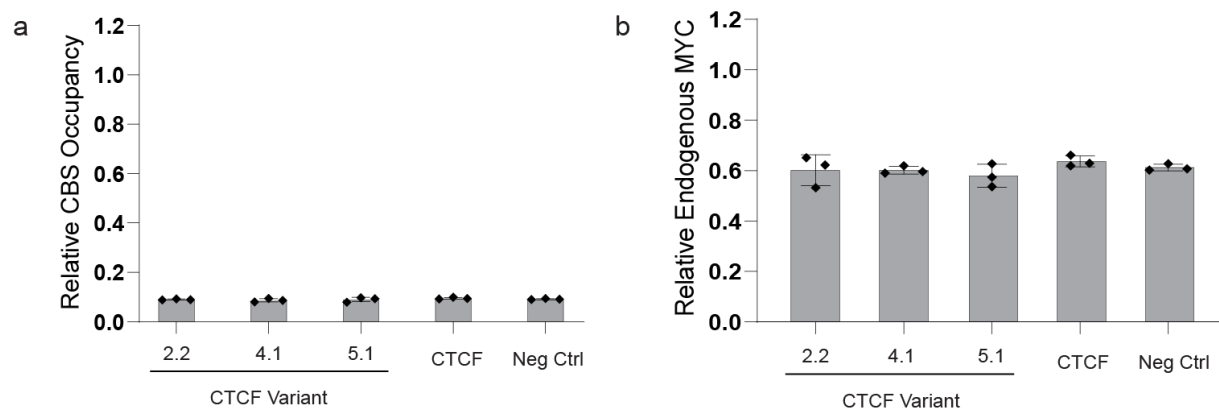 a
Relative CBS Occupancy
1.2
1.0
0.8
0.6
0.4
0.2
0.0
2.2 4.1 5.1 CTCF Neg Ctrl
CTCF Variant
b
Relative Endogenous MYC
1.2
1.0
0.8
0.6
0.4
0.2
0.0
2.2 4.1 5.1 CTCF Neg Ctrl
CTCF Variant